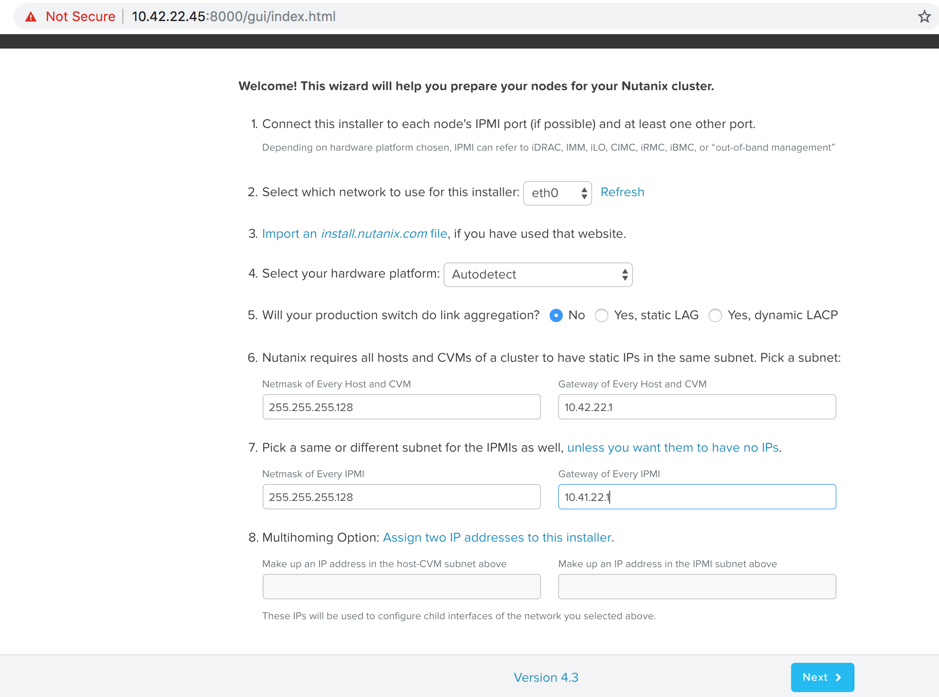 Not Secure 10.42.22.45:8000/gui/index.html
Welcome! This wizard will help you prepare your nodes for your Nutanix cluster.
1. Connect this installer to each node's IPMI port (if possible) and at least one other port.
Depending on hardware platform chosen, IPMI can refer to iDRAC, IMM, iLO, CIMC, iRMC, iBMC, or “out-of-band management”
2. Select which network to use for this installer: eth0 Refresh
3. Import an install.nutanix.com file, if you have used that website.
4. Select your hardware platform: Autodetect
5. Will your production switch do link aggregation? No Yes, static LAG Yes, dynamic LACP
6. Nutanix requires all hosts and CVMs of a cluster to have static IPs in the same subnet. Pick a subnet:
Netmask of Every Host and CVM Gateway of Every Host and CVM
255.255.255.128 10.42.22.1
7. Pick a same or different subnet for the IPMIs as well, unless you want them to have no IPs.
Netmask of Every IPMI Gateway of Every IPMI
255.255.255.128 10.41.22.1
8. Multihoming Option: Assign two IP addresses to this installer.
Make up an IP address in the host-CVM subnet above Make up an IP address in the IPMI subnet above
These IPs will be used to configure child interfaces of the network you selected above.
Version 4.3 Next